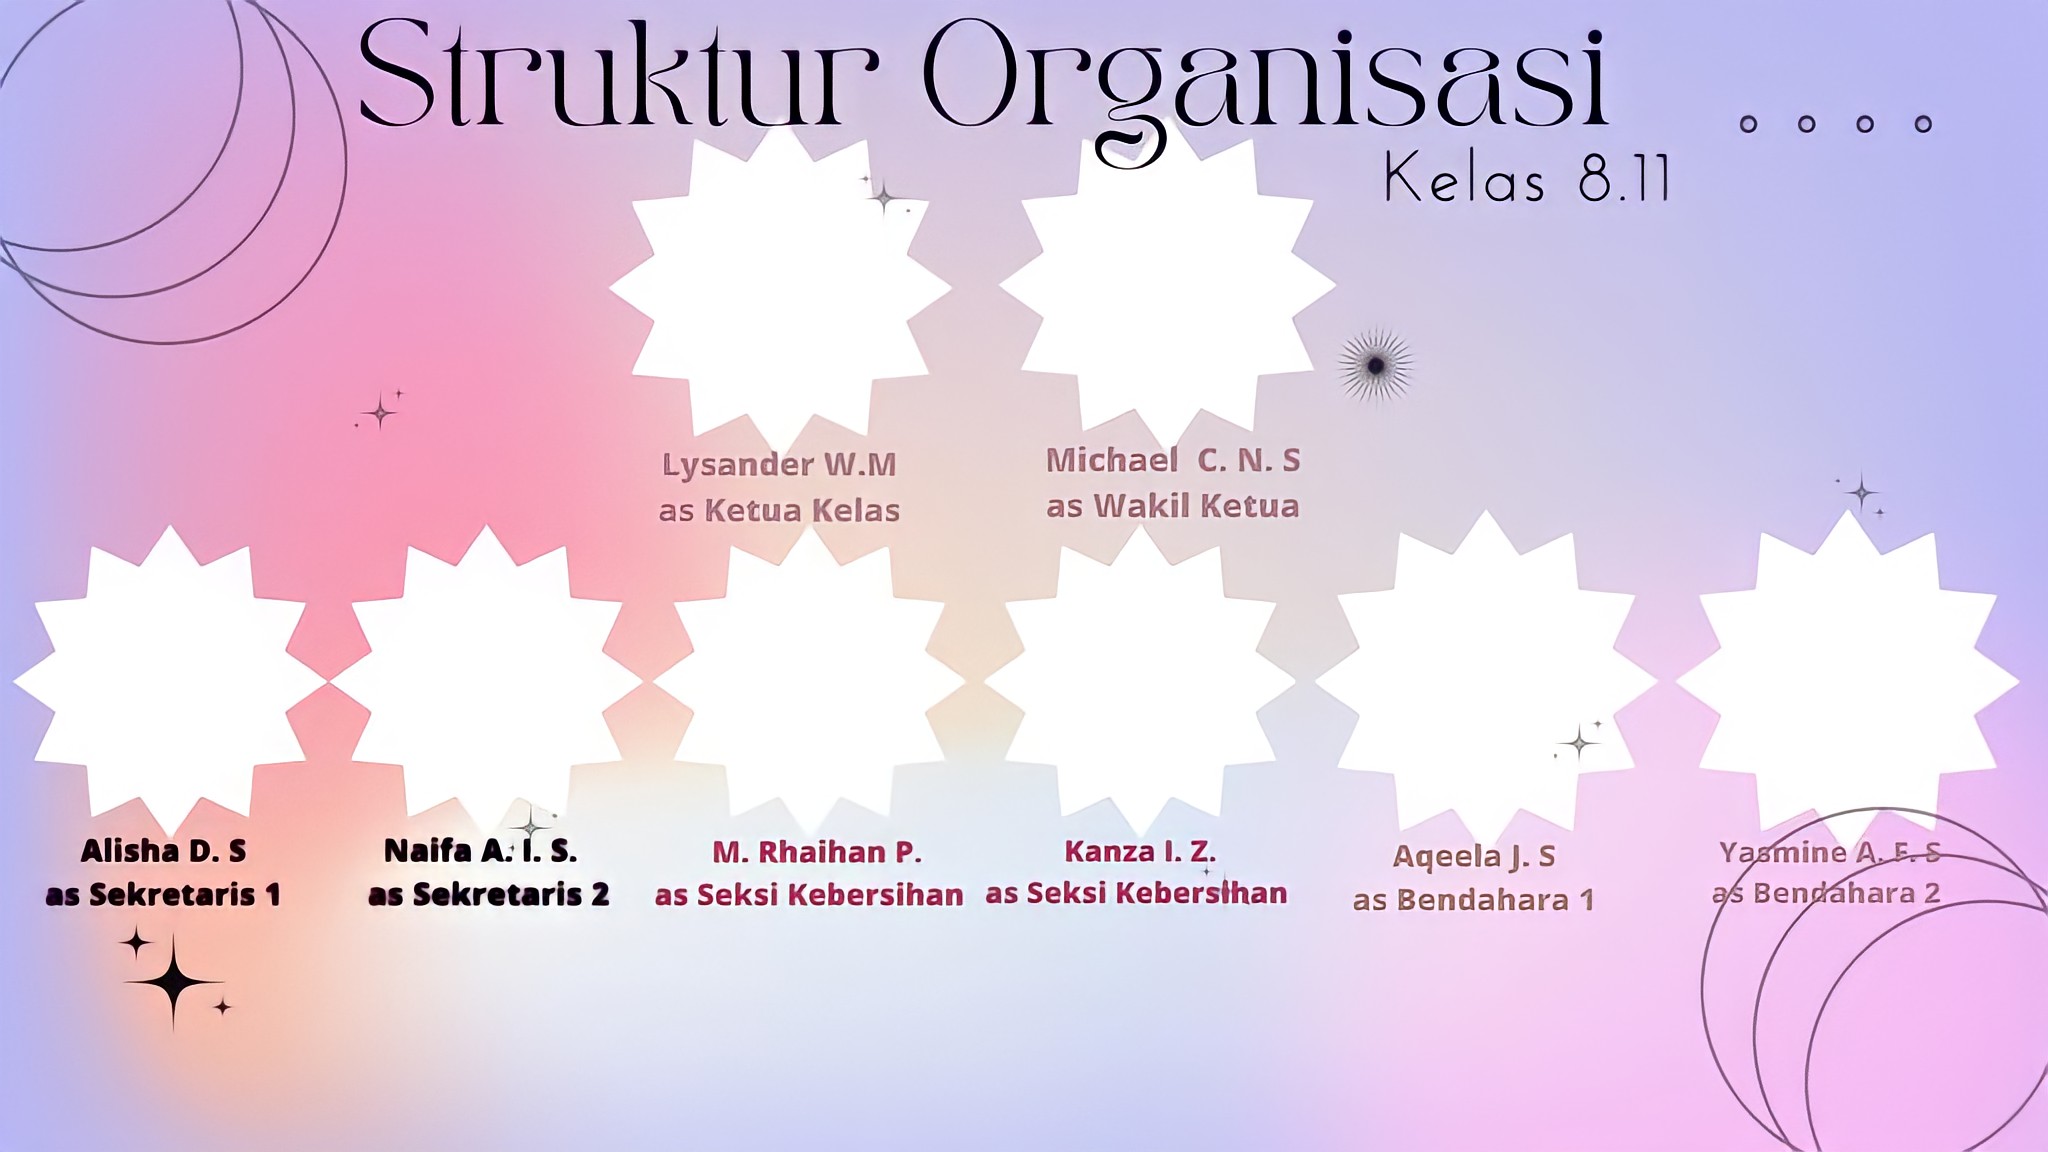 Struktur Organisasi
Kelas 8.11
Lysander W.M
as Ketua Kelas
Michael C. N. S
as Wakil Ketua
Alisha D. S
as Sekretaris 1
Naifa A. I. S.
as Sekretaris 2
M. Rhaihan P.
as Seksi Kebersihan
Kanza I. Z.
as Seksi Kebersihan
Aqeela J. S
as Bendahara 1
Yasmine A. F. S
as Bendahara 2